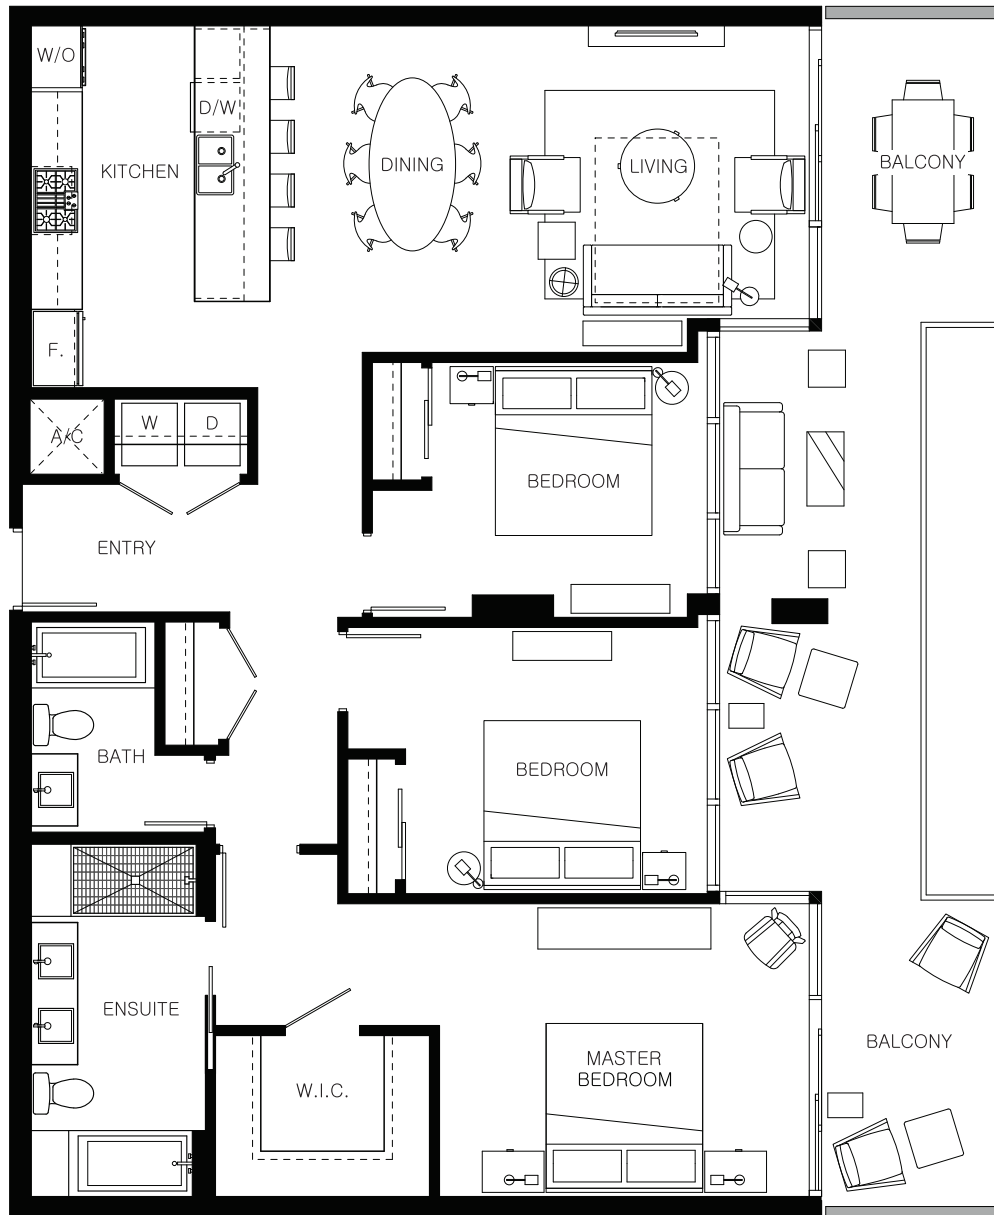 W/O
D/W
KITCHEN
DINING
LIVING
BALCONY
F.
A/C
W
D
BEDROOM
ENTRY
BATH
BEDROOM
ENSUITE
W.I.C.
MASTER
BEDROOM
BALCONY